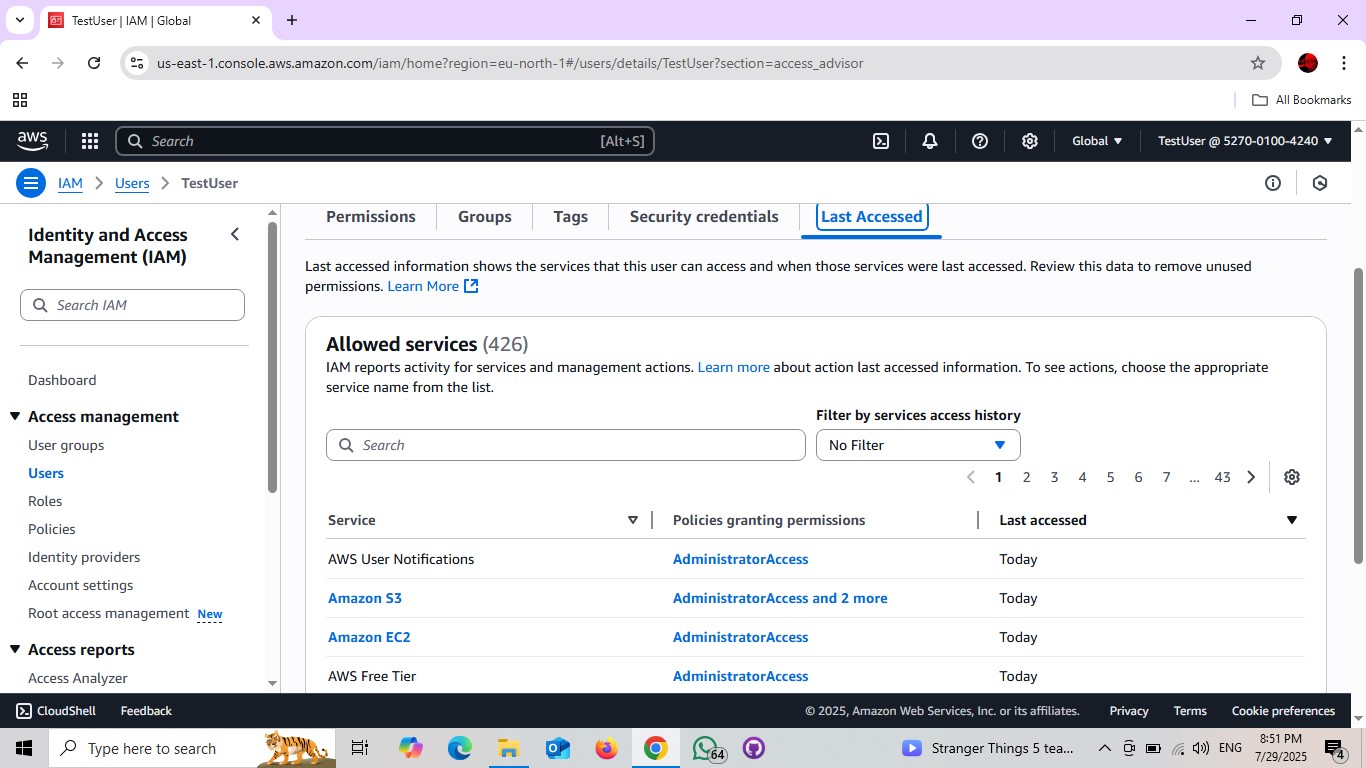 TestUser | IAM | Global
us-east-1.console.aws.amazon.com/iam/home?region=eu-north-1#/users/details/TestUser?section=access_advisor
All Bookmarks
aws
Search [Alt+S]
Global
TestUser @ 5270-0100-4240
IAM
Users
TestUser
Identity and Access
Management (IAM)
Search IAM
Dashboard
Access management
User groups
Users
Roles
Policies
Identity providers
Account settings
Root access management New
Access reports
Access Analyzer
Permissions
Groups
Tags
Security credentials
Last Accessed
Last accessed information shows the services that this user can access and when those services were last accessed. Review this data to remove unused
permissions. Learn More
Allowed services (426)
IAM reports activity for services and management actions. Learn more about action last accessed information. To see actions, choose the appropriate
service name from the list.
Filter by services access history
Search
No Filter
1 2 3 4 5 6 7 ... 43
Service Policies granting permissions Last accessed
AWS User Notifications AdministratorAccess Today
Amazon S3 AdministratorAccess and 2 more Today
Amazon EC2 AdministratorAccess Today
AWS Free Tier AdministratorAccess Today
CloudShell Feedback © 2025, Amazon Web Services, Inc. or its affiliates. Privacy Terms Cookie preferences
Type here to search
64
Stranger Things 5 tea...
ENG
8:51 PM
7/29/2025
4